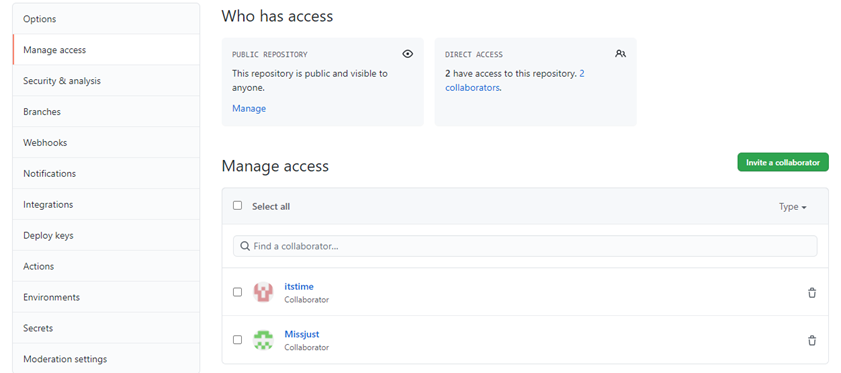 Options
Manage access
Security & analysis
Branches
Webhooks
Notifications
Integrations
Deploy keys
Actions
Environments
Secrets
Moderation settings
Who has access
PUBLIC REPOSITORY
This repository is public and visible to
anyone.
Manage
DIRECT ACCESS
2 have access to this repository. 2
collaborators.
Manage access
Invite a collaborator
Select all
Type
Find a collaborator...
itstime
Collaborator
Missjust
Collaborator